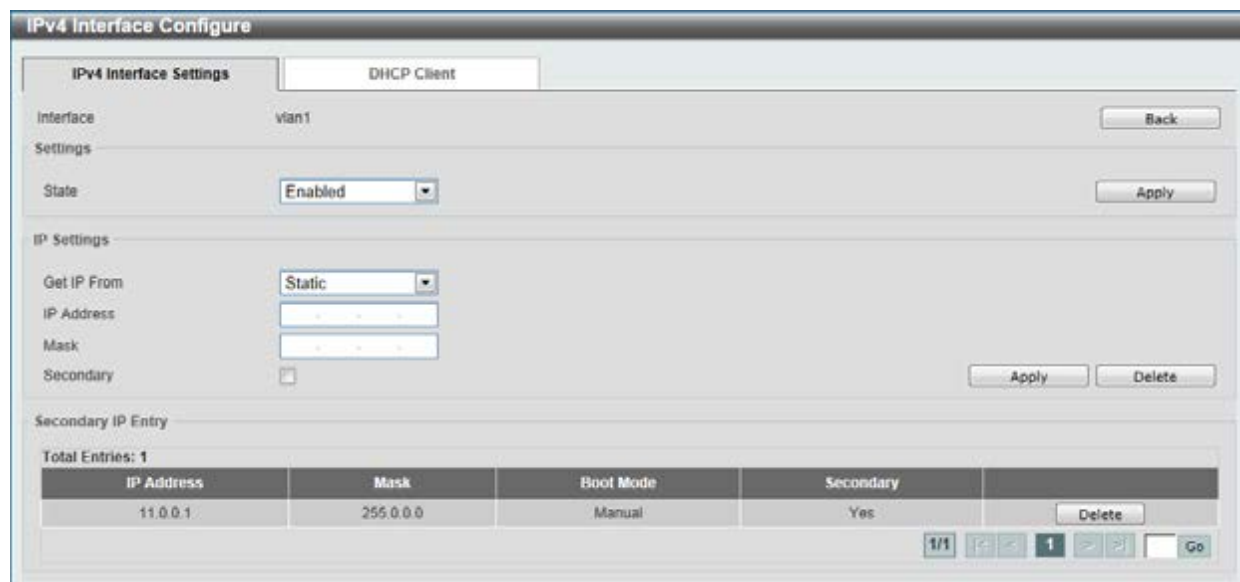 IPv4 Interface Configure
IPv4 Interface Settings DHCP Client
Interface vlan1 Back
Settings
State Enabled Apply
IP Settings
Get IP From Static
IP Address . . .
Mask . . .
Secondary Apply Delete
Secondary IP Entry
Total Entries: 1
IP Address Mask Boot Mode Secondary
11.0.0.1 255.0.0.0 Manual Yes Delete
1/1 |< < 1 > >| Go